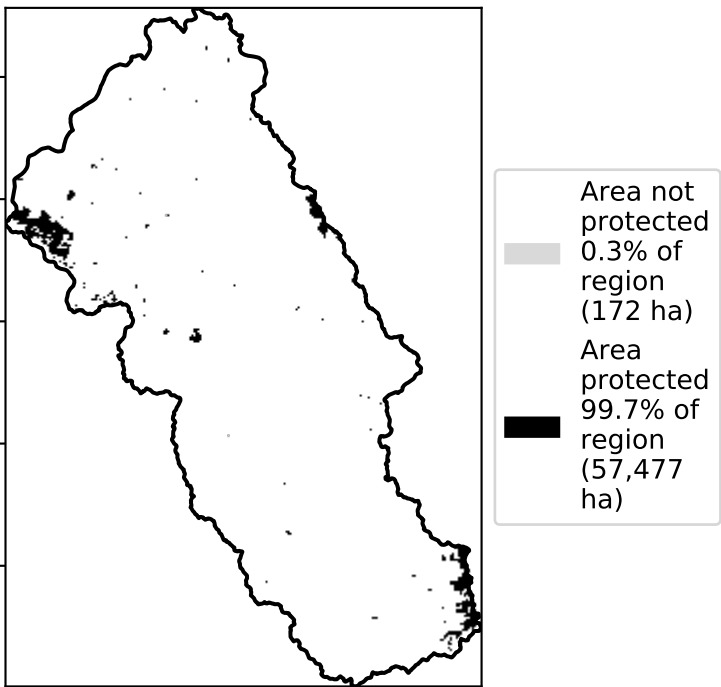 Area not
protected
0.3% of
region
(172 ha)
Area
protected
99.7% of
region
(57,477
ha)